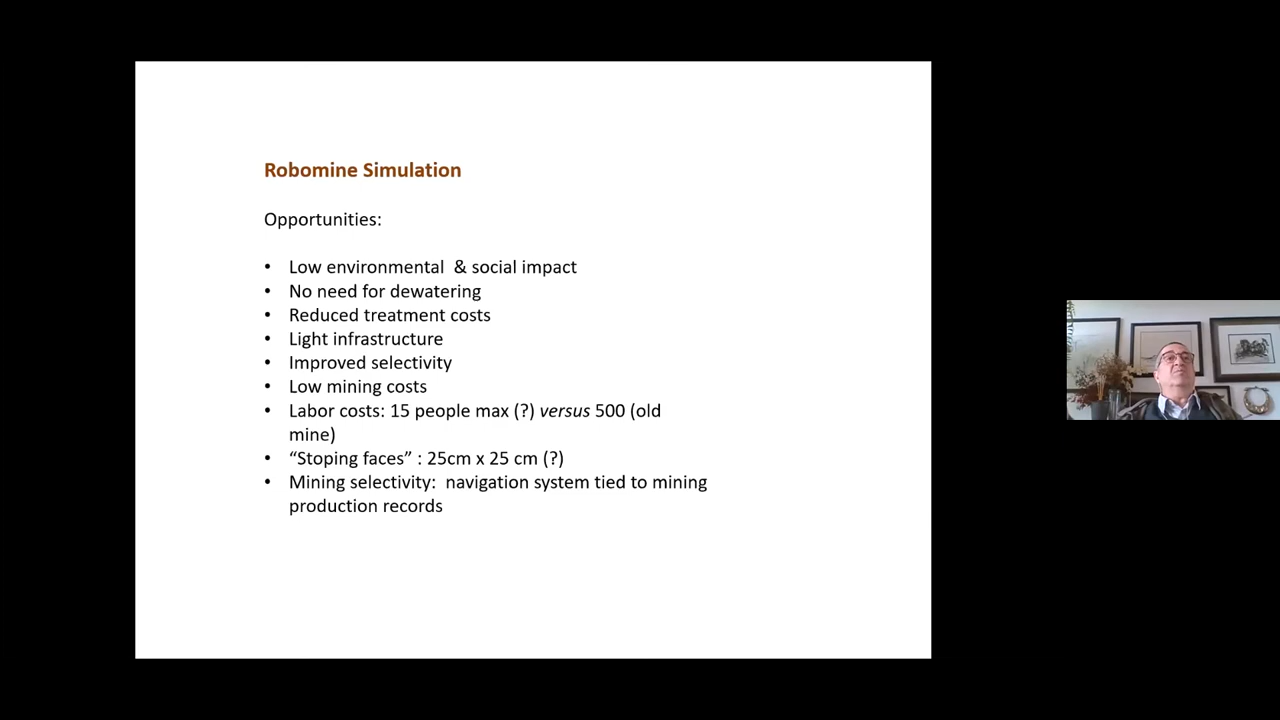 Robomine Simulation
Opportunities:
• Low environmental  & social impact
• No need for dewatering
• Reduced treatment costs
• Light infrastructure
• Improved selectivity
• Low mining costs
• Labor costs: 15 people max (?) versus 500 (old
mine)
• “Stoping faces” : 25cm x 25 cm (?)
• Mining selectivity:  navigation system tied to mining
production records